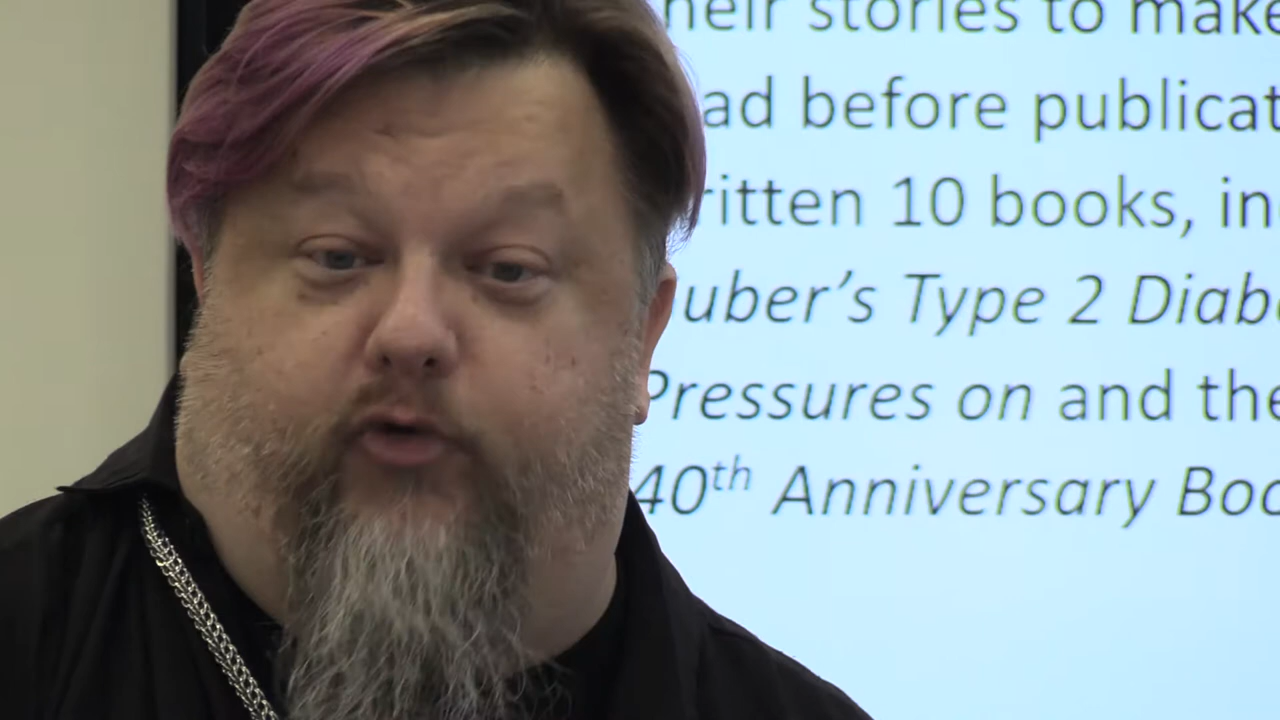 heir stories to make
ad before publicat
ritten 10 books, in
uber’s Type 2 Diab
Pressures on and the
40th Anniversary Boo